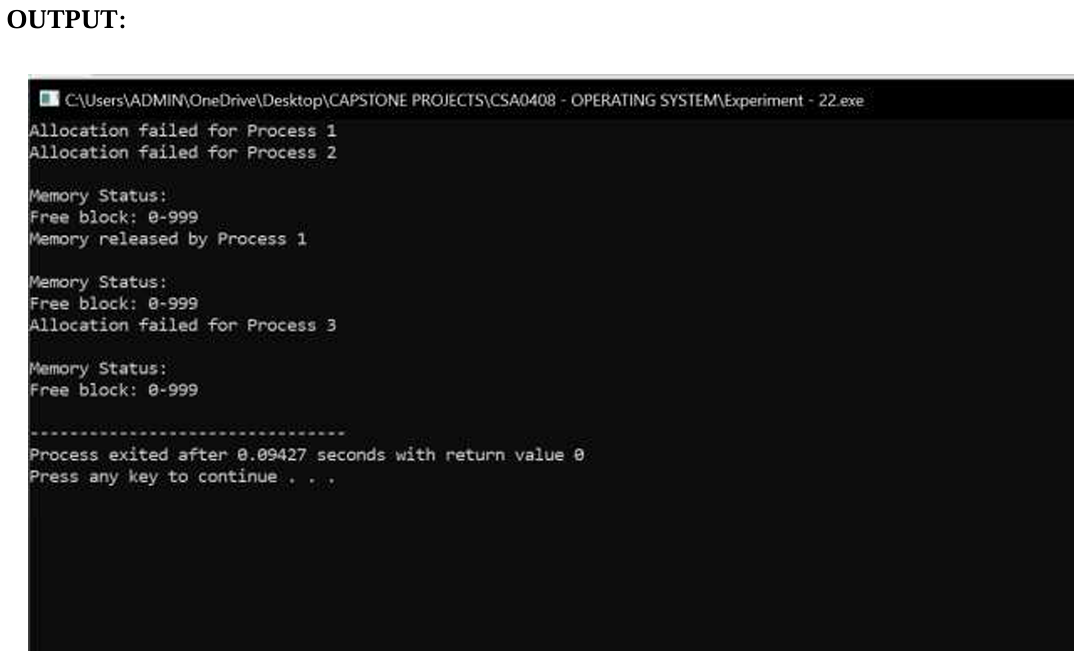 OUTPUT:
C:\Users\ADMIN\OneDrive\Desktop\CAPSTONE PROJECTS\CSA0408 - OPERATING SYSTEM\Experiment - 22.exe
Allocation failed for Process 1
Allocation failed for Process 2
Memory Status:
Free block: 0-999
Memory released by Process 1
Memory Status:
Free block: 0-999
Allocation failed for Process 3
Memory Status:
Free block: 0-999
--------------------------------
Process exited after 0.09427 seconds with return value 0
Press any key to continue . . .